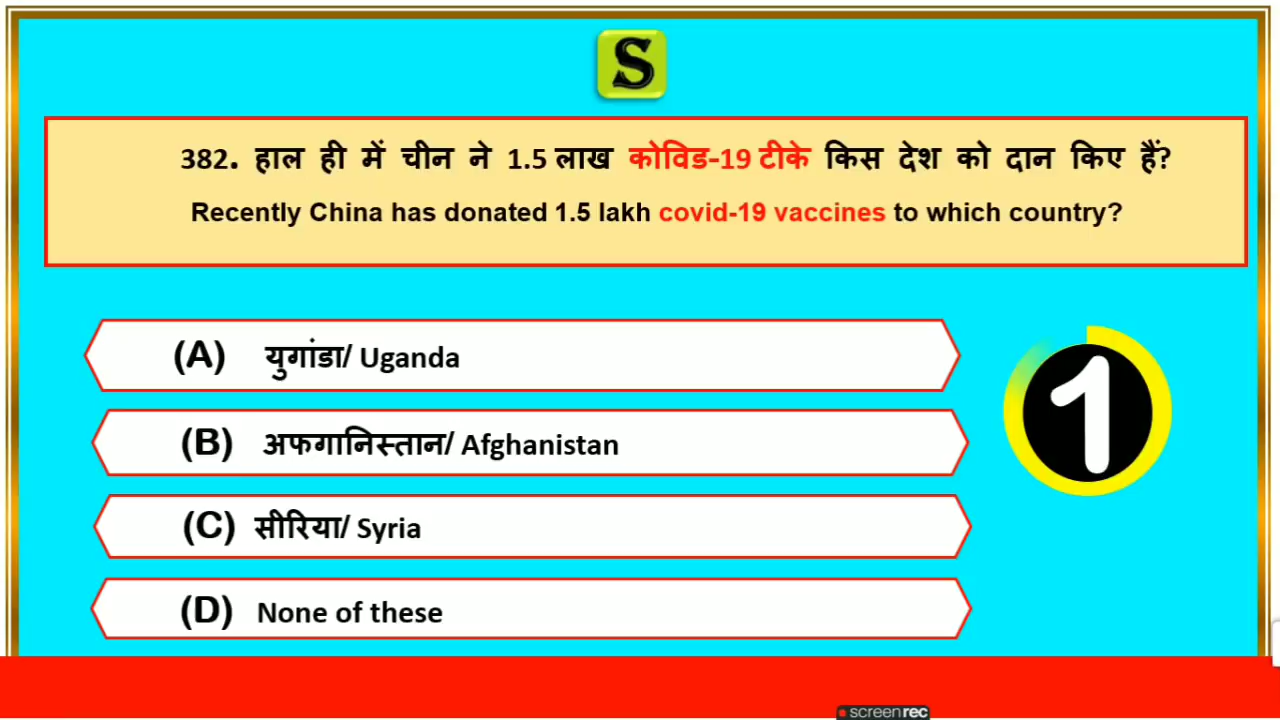 S
382. हाल ही में चीन ने 1.5 लाख कोविड-19 टीके किस देश को दान किए हैं?
Recently China has donated 1.5 lakh covid-19 vaccines to which country?
(A) युगांडा/ Uganda
1
(B) अफगानिस्तान/ Afghanistan
(C) सीरिया/ Syria
(D) None of these
screenrec